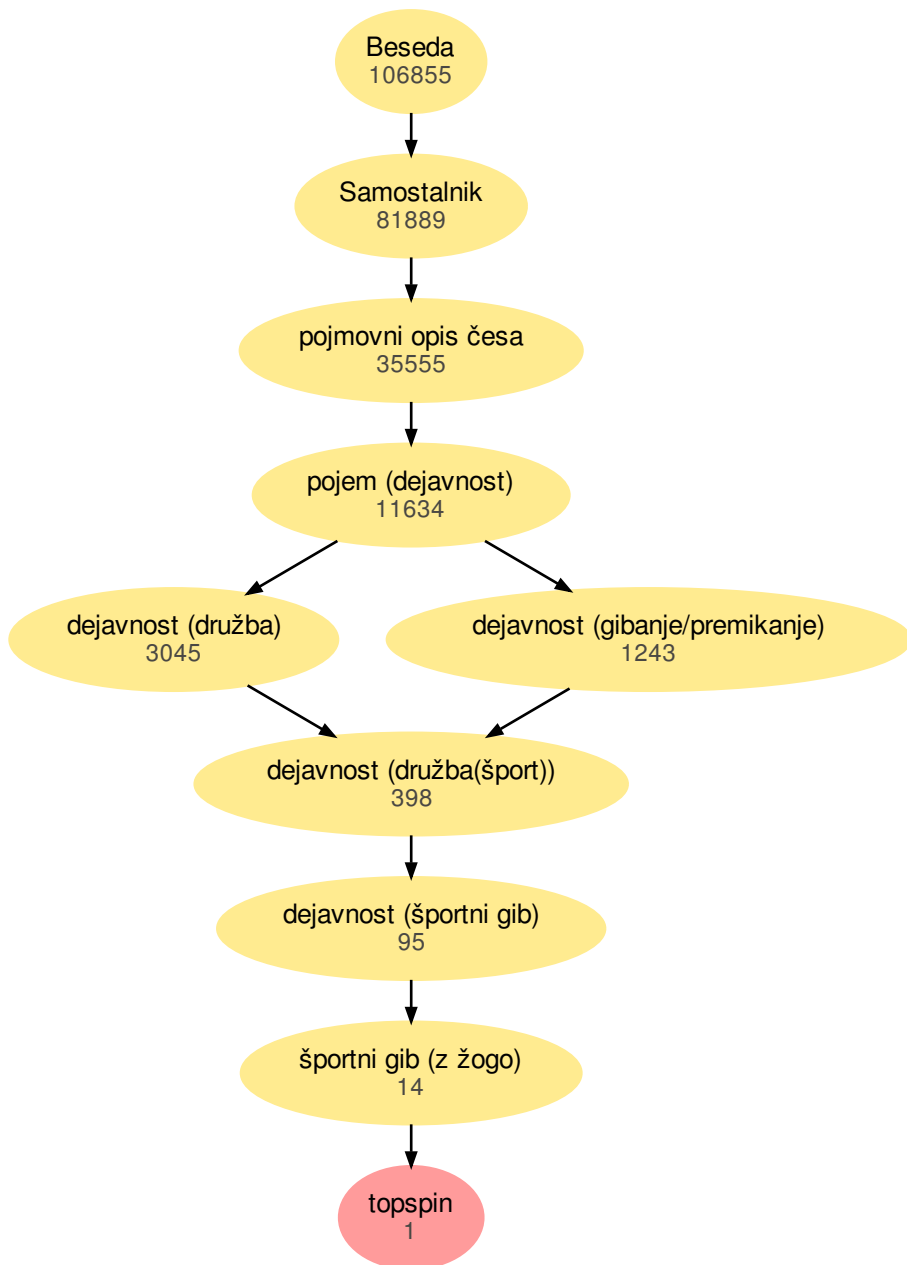 Beseda
106855
Samostalnik
81889
pojmovni opis česa
35555
pojem (dejavnost)
11634
dejavnost (družba)
3045
dejavnost (gibanje/premikanje)
1243
dejavnost (družba(šport))
398
dejavnost (športni gib)
95
športni gib (z žogo)
14
topspin
1